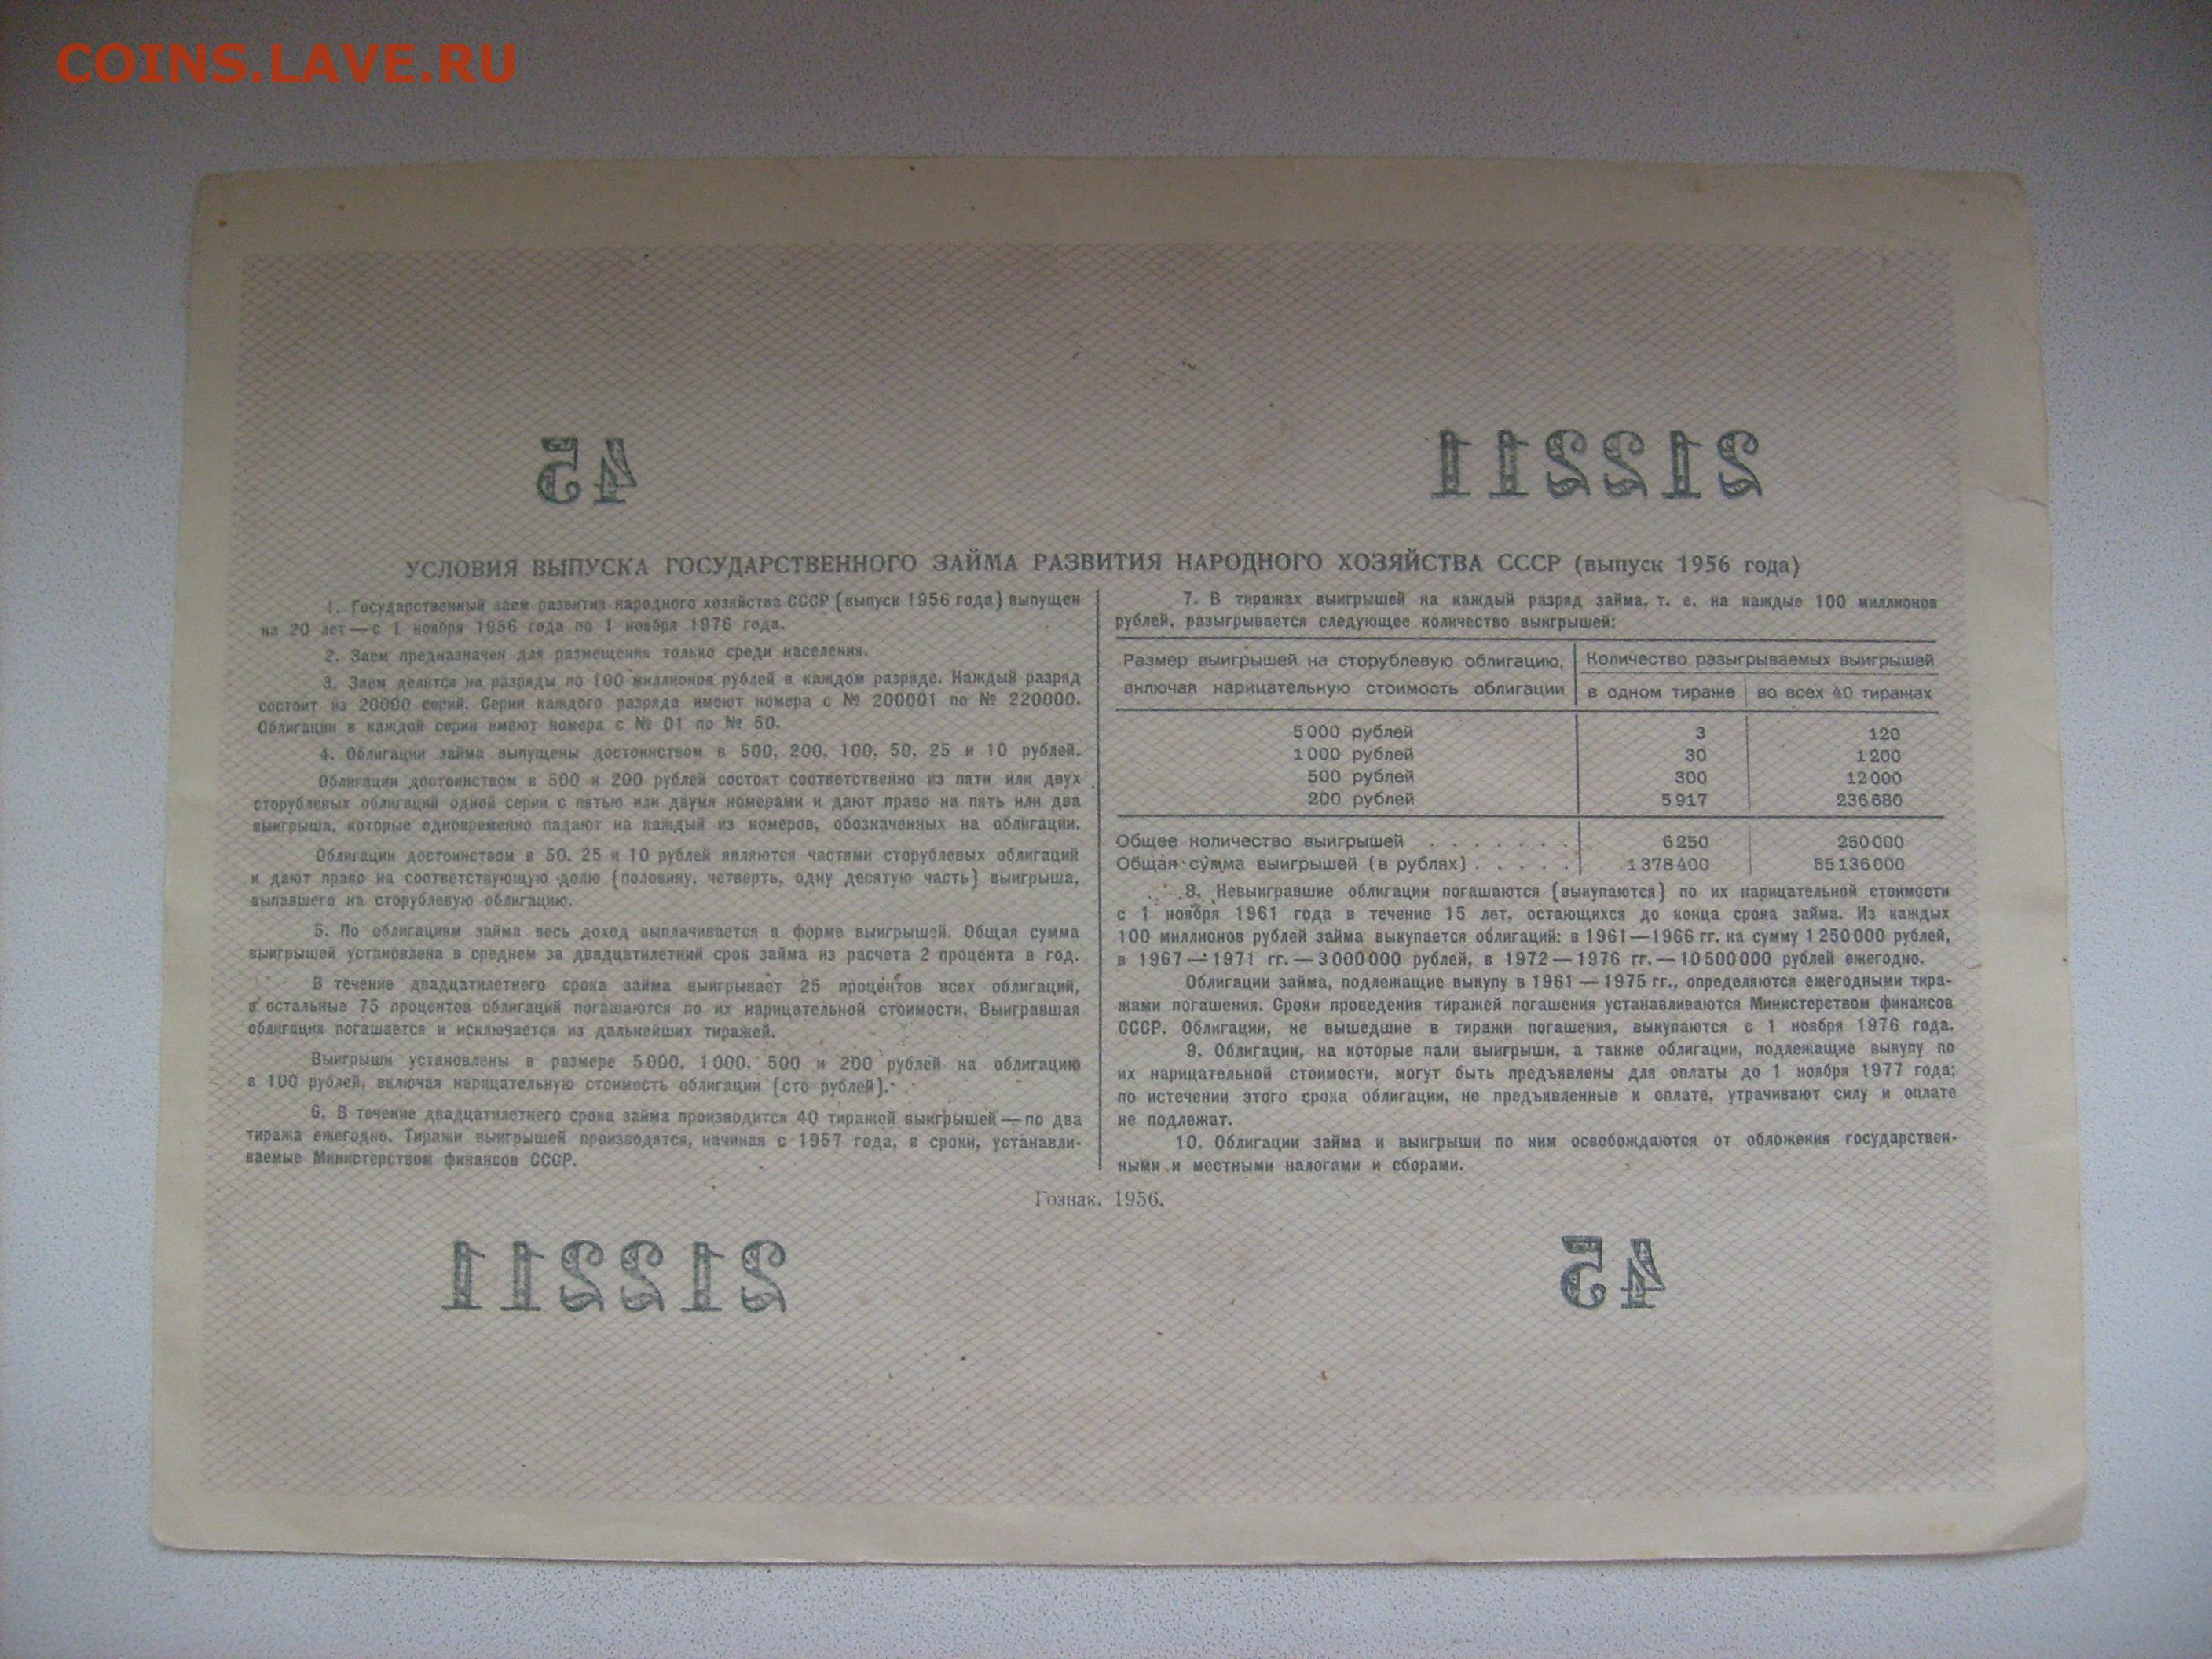 COINS.LAVE.RU
45
212211
УСЛОВИЯ ВЫПУСКА ГОСУДАРСТВЕННОГО ЗАЙМА РАЗВИТИЯ НАРОДНОГО ХОЗЯЙСТВА СССР (выпуск 1956 года)
1. Государственный заем развития народного хозяйства СССР (выпуск 1956 года) выпущен
на 20 лет — с 1 ноября 1956 года по 1 ноября 1976 года.
2. Заем предназначен для размещения только среди населения.
3. Заем делится на разряды по 100 миллионов рублей в каждом разряде. Каждый разряд
состоит из 20000 серий. Серии каждого разряда имеют номера с № 200001 по № 220000.
Облигации в каждой серии имеют номера с № 01 по № 50.
4. Облигации займа выпущены достоинством в 500, 200, 100, 50, 25 и 10 рублей.
Облигации достоинством в 500 и 200 рублей состоят соответственно из пяти или двух
сторублевых облигаций одной серии с пятью или двумя номерами и дают право на пять или два
выигрыша, которые одновременно падают на каждый из номеров, обозначенных на облигации.
Облигации достоинством в 50, 25 и 10 рублей являются частями сторублевых облигаций
и дают право на соответствующую долю (половину, четверть, одну десятую часть) выигрыша,
выпавшего на сторублевую облигацию.
5. По облигациям займа весь доход выплачивается в форме выигрышей. Общая сумма
выигрышей установлена в среднем за двадцатилетний срок займа из расчета 2 процента в год.
В течение двадцатилетнего срока займа выигрывает 25 процентов всех облигаций,
а остальные 75 процентов облигаций погашаются по их нарицательной стоимости. Выигравшая
облигация погашается и исключается из дальнейших тиражей.
Выигрыши установлены в размере 5000, 1000, 500 и 200 рублей на облигацию
в 100 рублей, включая нарицательную стоимость облигации (сто рублей).
6. В течение двадцатилетнего срока займа производится 40 тиражей выигрышей — по два
тиража ежегодно. Тиражи выигрышей производятся, начиная с 1957 года, в сроки, устанавли-
ваемые Министерством финансов СССР.
7. В тиражах выигрышей на каждый разряд займа, т. е. на каждые 100 миллионов
рублей, разыгрывается следующее количество выигрышей:
Размер выигрышей на сторублевую облигацию, Количество разыгрываемых выигрышей
включая нарицательную стоимость облигации в одном тираже во всех 40 тиражах
5000 рублей 3 120
1000 рублей 30 1200
500 рублей 300 12000
200 рублей 5917 236680
Общее количество выигрышей . . . . . . . 6250 250000
Общая сумма выигрышей (в рублях) . . . . . 1378400 55136000
8. Невыигравшие облигации погашаются (выкупаются) по их нарицательной стоимости
с 1 ноября 1961 года в течение 15 лет, остающихся до конца срока займа. Из каждых
100 миллионов рублей займа выкупается облигаций: в 1961—1966 гг. на сумму 1250000 рублей,
в 1967—1971 гг.—3000000 рублей, в 1972—1976 гг.—10500000 рублей ежегодно.
Облигации займа, подлежащие выкупу в 1961—1975 гг., определяются ежегодными тира-
жами погашения. Сроки проведения тиражей погашения устанавливаются Министерством финансов
СССР. Облигации, не вышедшие в тиражи погашения, выкупаются с 1 ноября 1976 года.
9. Облигации, на которые пали выигрыши, а также облигации, подлежащие выкупу по
их нарицательной стоимости, могут быть предъявлены для оплаты до 1 ноября 1977 года;
по истечении этого срока облигации, не предъявленные к оплате, утрачивают силу и оплате
не подлежат.
10. Облигации займа и выигрыши по ним освобождаются от обложения государствен-
ными и местными налогами и сборами.
Гознак. 1956.
212211
45